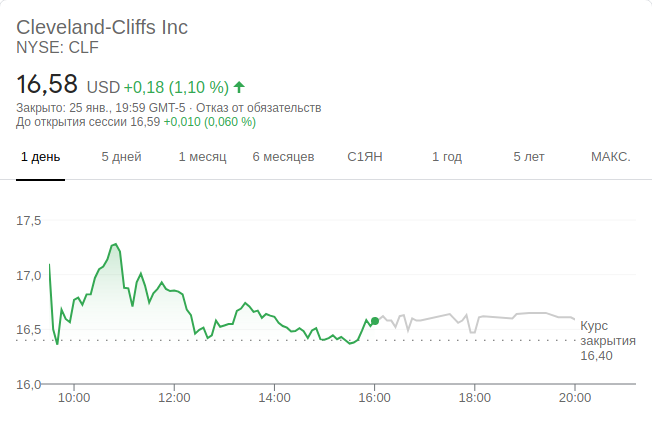 Cleveland-Cliffs Inc
NYSE: CLF
16,58 USD +0,18 (1,10 %)
Закрыто: 25 янв., 19:59 GMT-5 · Отказ от обязательств
До открытия сессии 16,59 +0,010 (0,060 %)
1 день 5 дней 1 месяц 6 месяцев С1ЯН 1 год 5 лет МАКС.
17,5
17,0
16,5
Курс
закрытия
16,40
16,0
10:00 12:00 14:00 16:00 18:00 20:00